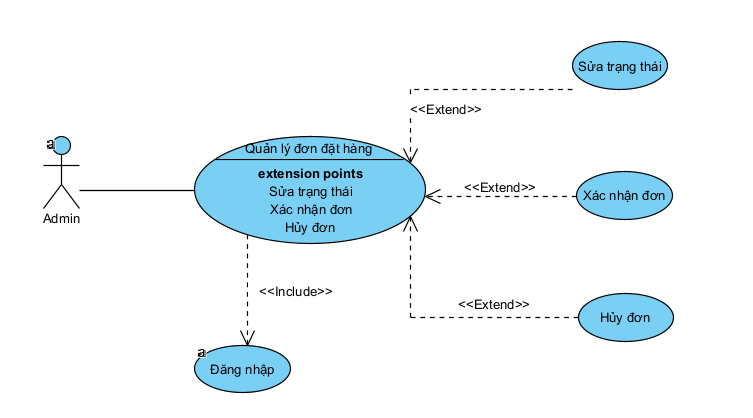 Sửa trạng thái
<<Extend>>
a
Quản lý đơn đặt hàng
extension points
Sửa trạng thái
Xác nhận đơn
Hủy đơn
<<Extend>>
Xác nhận đơn
Admin
<<Include>>
<<Extend>>
Hủy đơn
a
Đăng nhập